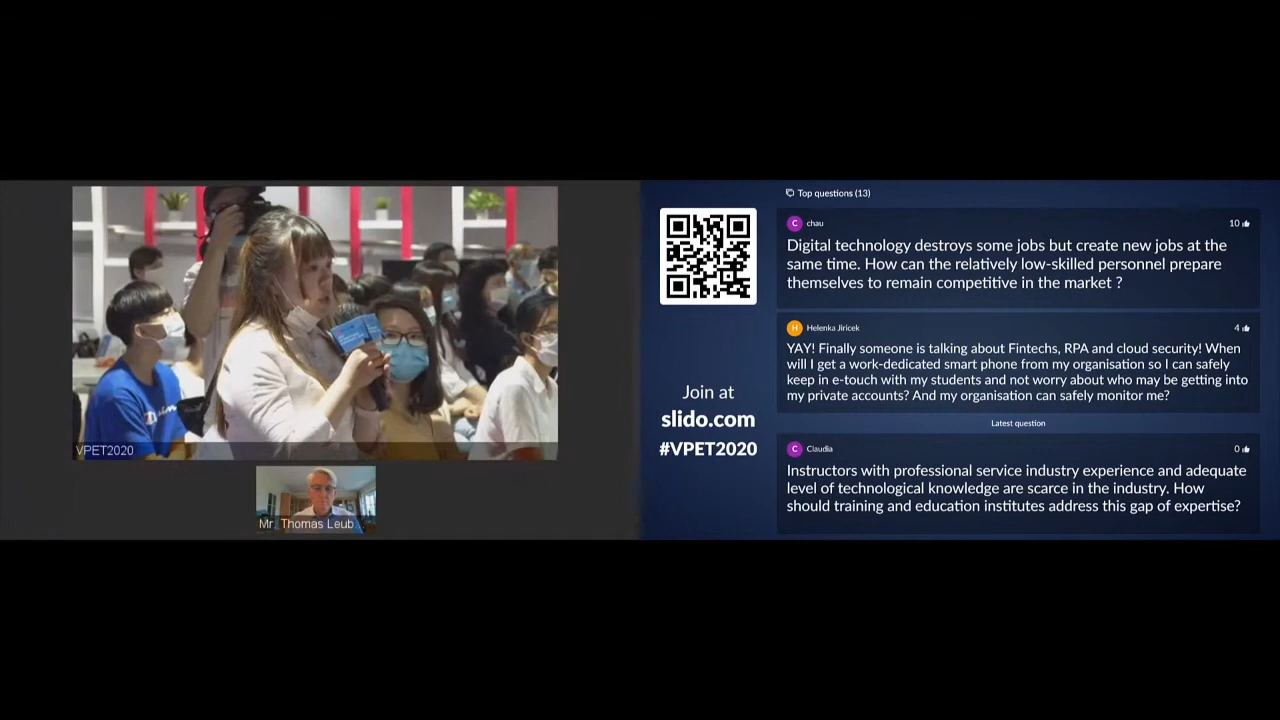 VPET2020
Mr. Thomas Leub
Top questions (13)
C chau 10
Digital technology destroys some jobs but create new jobs at the
same time. How can the relatively low-skilled personnel prepare
themselves to remain competitive in the market ?
H Helenka Jiricek 4
YAY! Finally someone is talking about Fintechs, RPA and cloud security! When
will I get a work-dedicated smart phone from my organisation so I can safely
keep in e-touch with my students and not worry about who may be getting into
my private accounts? And my organisation can safely monitor me?
Latest question
C Claudia 0
Instructors with professional service industry experience and adequate
level of technological knowledge are scarce in the industry. How
should training and education institutes address this gap of expertise?
Join at
slido.com
#VPET2020